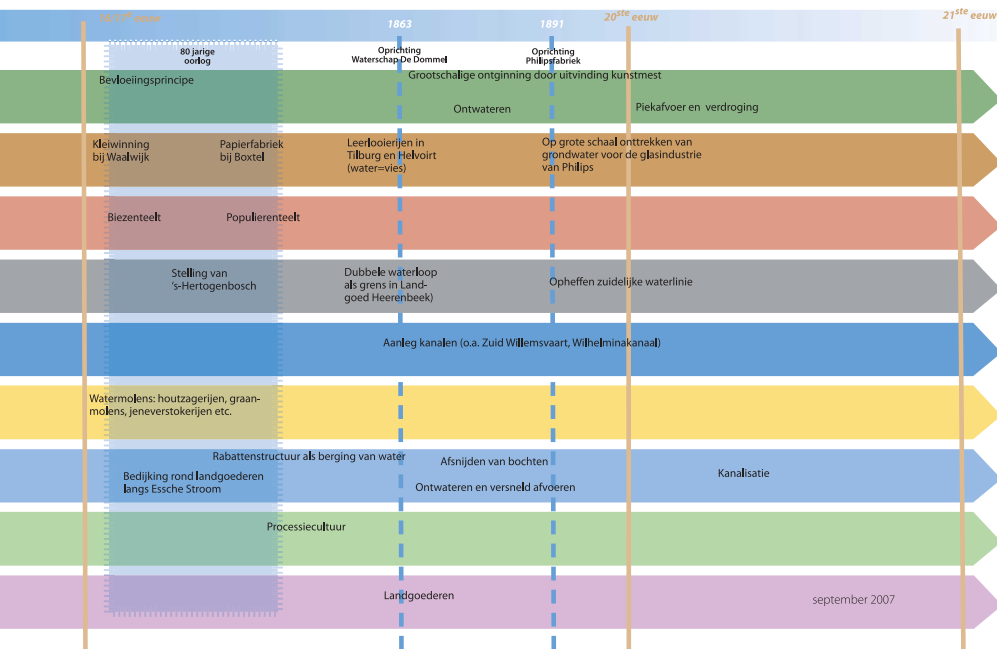 1863
1891
20ste eeuw
21ste eeuw
80 jarige
oorlog
Oprichting
Waterschap De Dommel
Oprichting
Philipsfabriek
Bevloeiingsprincipe
Grootschalige ontginning door uitvinding kunstmest
Ontwateren
Piekafvoer en verdroging
Kleiwinning
bij Waalwijk
Papierfabriek
bij Boxtel
Leerlooierijen in
Tilburg en Helvoirt
(water=vies)
Op grote schaal onttrekken van
grondwater voor de glasindustrie
van Philips
Biezenteelt
Populierenteelt
Stelling van
's-Hertogenbosch
Dubbele waterloop
als grens in Land-
goed Heerenbeek)
Opheffen zuidelijke waterlinie
Aanleg kanalen (o.a. Zuid Willemsvaart, Wilhelminakanaal)
Watermolens: houtzagerijen, graan-
molens, jeneverstokerijen etc.
Rabattenstructuur als berging van water
Bedijking rond landgoederen
langs Essche Stroom
Afsnijden van bochten
Ontwateren en versneld afvoeren
Kanalisatie
Processiecultuur
Landgoederen
september 2007